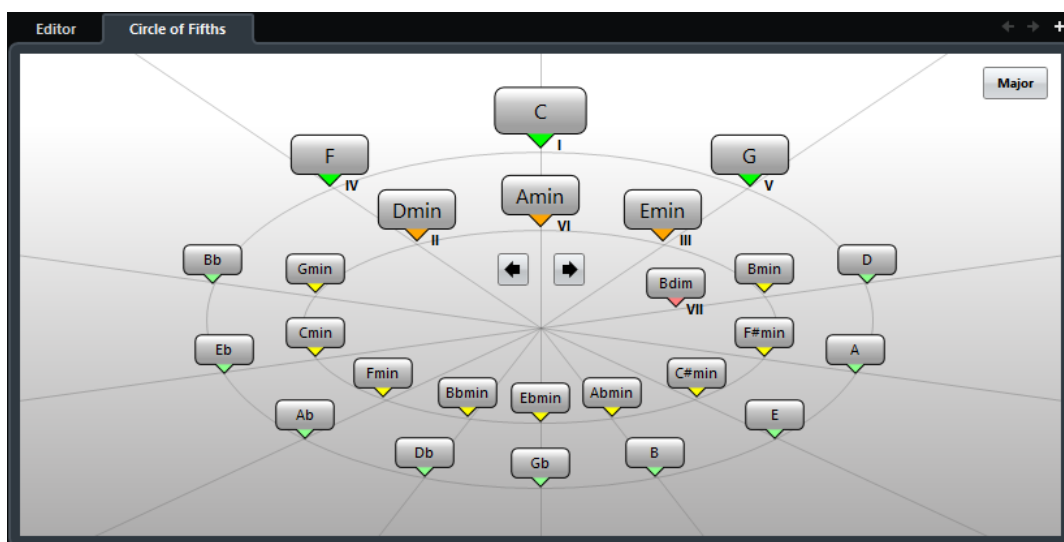 Editor
Circle of Fifths
Major
C
I
F
IV
G
V
Dmin
II
Amin
VI
Emin
III
Bb
Gmin
Bdim
VII
Bmin
D
Eb
Cmin
F#min
A
Fmin
C#min
Bbmin
Ebmin
Abmin
Ab
E
Db
Gb
B